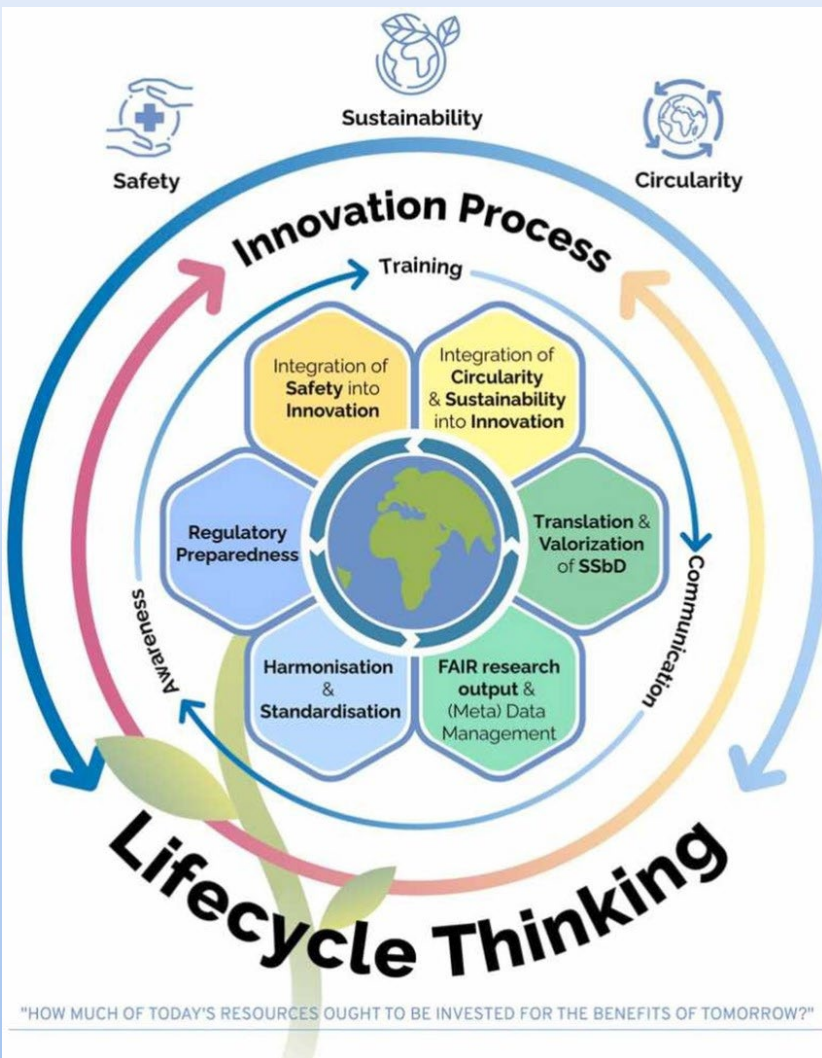 Sustainability
Safety
Circularity
Innovation Process
Training
Integration of
Safety into
Innovation
Integration of
Circularity
& Sustainability
into Innovation
Regulatory
Preparedness
Translation &
Valorization
of SSbD
Awareness
Communication
Harmonisation
&
Standardisation
FAIR research
output &
(Meta) Data
Management
Lifecycle Thinking
"HOW MUCH OF TODAY'S RESOURCES OUGHT TO BE INVESTED FOR THE BENEFITS OF TOMORROW?"